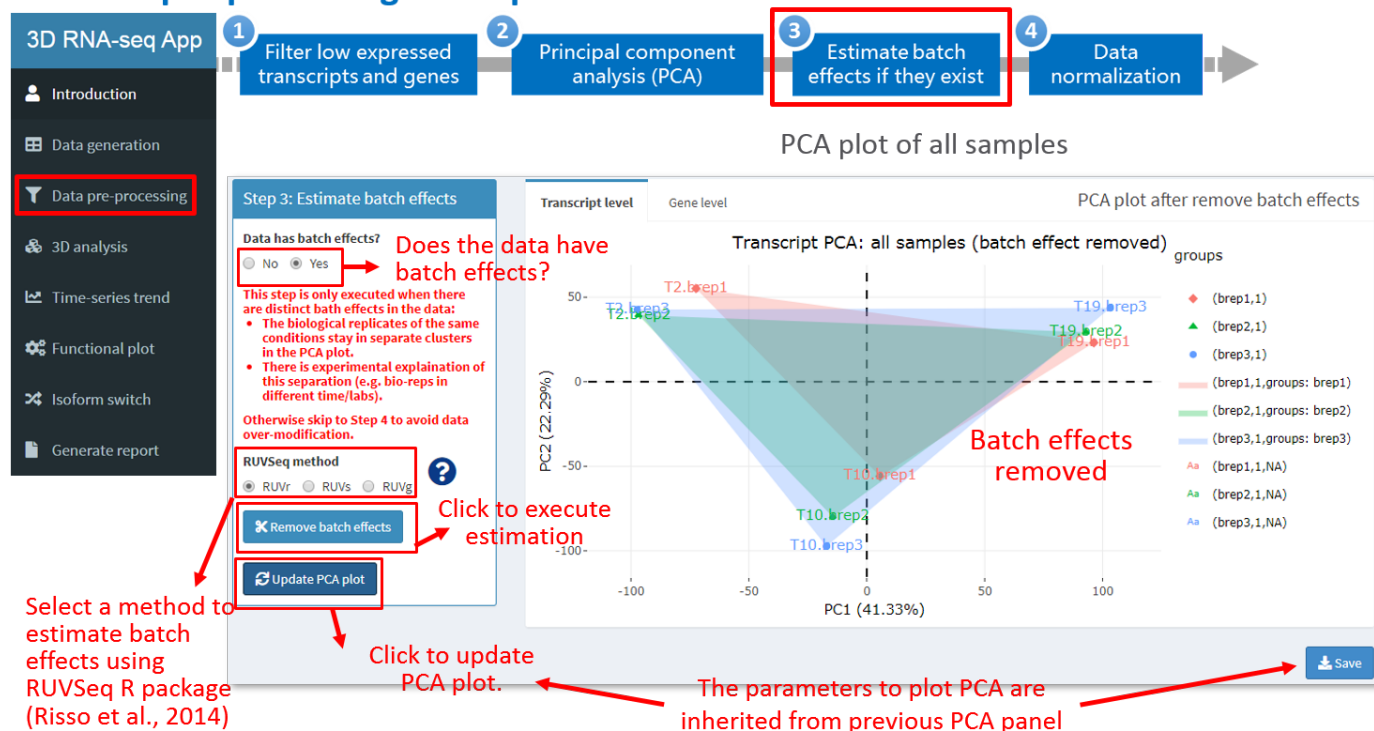 3D RNA-seq App
Introduction
Data generation
Data pre-processing
3D analysis
Time-series trend
Functional plot
Isoform switch
Generate report
1
Filter low expressed
transcripts and genes
2
Principal component
analysis (PCA)
3
Estimate batch
effects if they exist
4
Data
normalization
PCA plot of all samples
Step 3: Estimate batch effects
Data has batch effects?
No Yes
Does the data have
batch effects?
This step is only executed when there
are distinct bath effects in the data:
• The biological replicates of the same
conditions stay in separate clusters
in the PCA plot.
• There is experimental explaination of
this separation (e.g. bio-reps in
different time/labs).
Otherwise skip to Step 4 to avoid data
over-modification.
RUVSeq method
?
RUVr RUVs RUVg
Remove batch effects
Click to execute
estimation
Update PCA plot
Select a method to
estimate batch
effects using
RUVSeq R package
(Risso et al., 2014)
Click to update
PCA plot.
Transcript level
Gene level
PCA plot after remove batch effects
Transcript PCA: all samples (batch effect removed)
groups
(brep1,1)
(brep2,1)
(brep3,1)
(brep1,1,groups: brep1)
(brep2,1,groups: brep2)
(brep3,1,groups: brep3)
Aa (brep1,1,NA)
Aa (brep2,1,NA)
Aa (brep3,1,NA)
T2.brep1
T2.brep3
T2.brep2
T19.brep3
T19.brep2
T19.brep1
T10.brep1
T10.brep2
T10.brep3
Batch effects
removed
50
0
-50
-100
PC2 (22.29%)
-100 -50 0 50 100
PC1 (41.33%)
Save
The parameters to plot PCA are
inherited from previous PCA panel